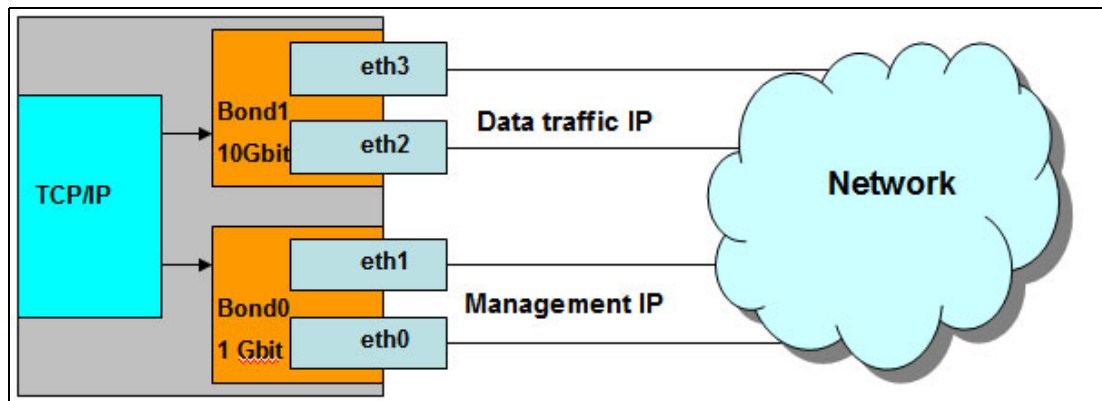 eth3
Bond1
10Gbit
eth2
Data traffic IP
TCP/IP
Network
eth1
Bond0
1 Gbit
eth0
Management IP